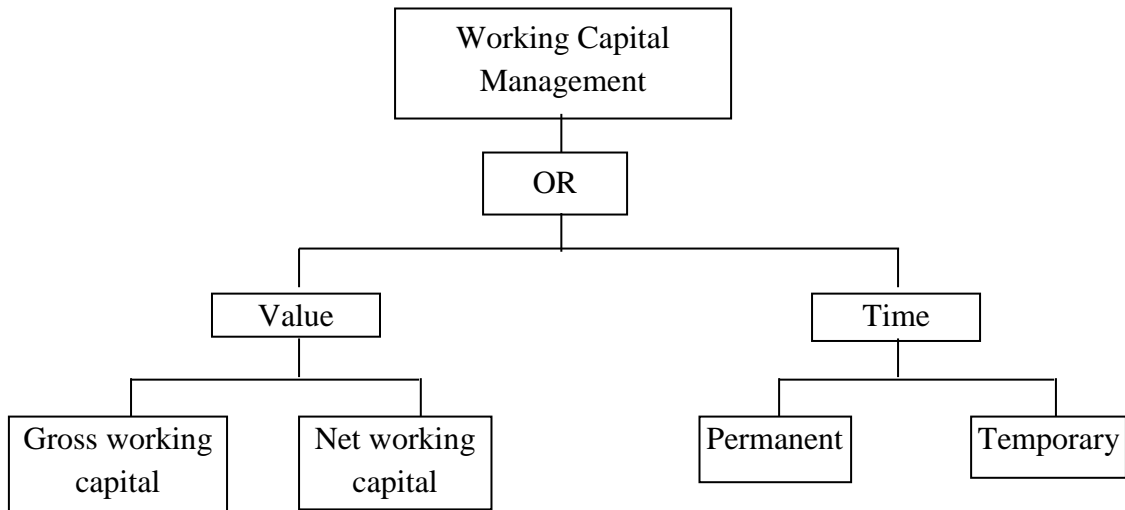 Working Capital
Management
OR
Value
Time
Gross working
capital
Net working
capital
Permanent
Temporary